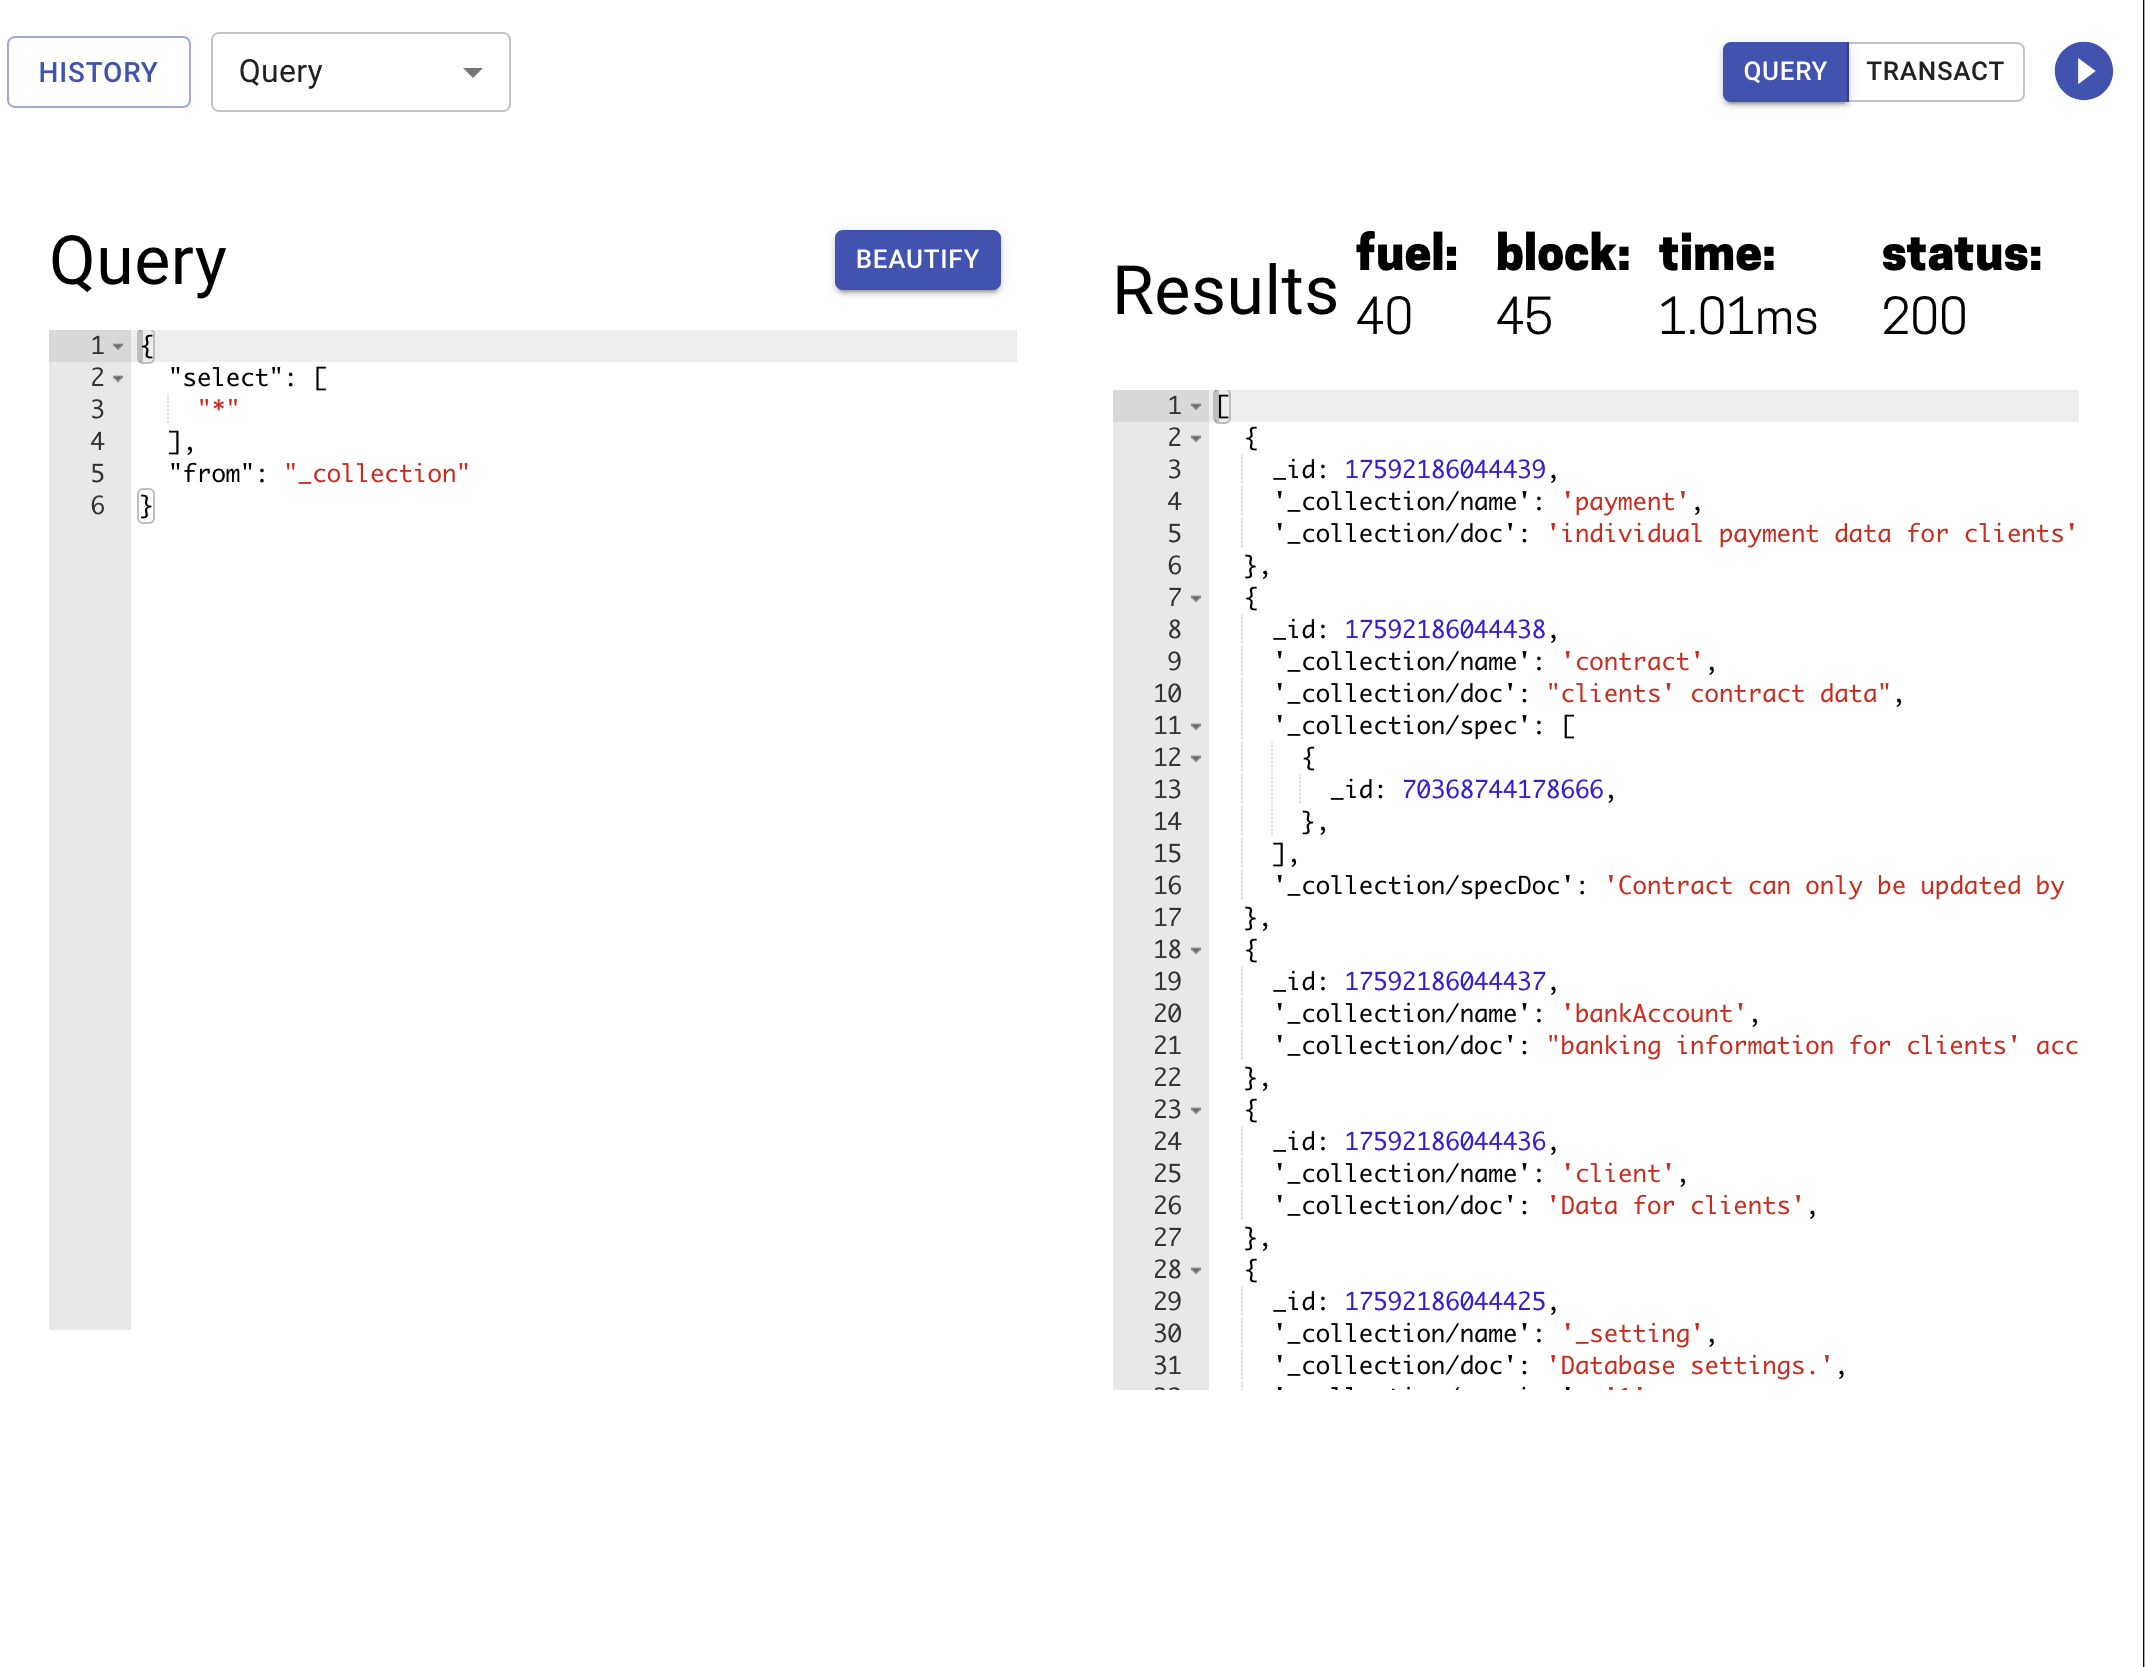 HISTORY
Query
QUERY
TRANSACT
Query
BEAUTIFY
1 {
2 "select": [
3 "*"
4 ],
5 "from": "_collection"
6 }
Results
fuel: block: time: status:
40 45 1.01ms 200
1 [
2 {
3 _id: 17592186044439,
4 '_collection/name': 'payment',
5 '_collection/doc': 'individual payment data for clients'
6 },
7 {
8 _id: 17592186044438,
9 '_collection/name': 'contract',
10 '_collection/doc': "clients' contract data",
11 '_collection/spec': [
12 {
13 _id: 70368744178666,
14 },
15 ],
16 '_collection/specDoc': 'Contract can only be updated by
17 },
18 {
19 _id: 17592186044437,
20 '_collection/name': 'bankAccount',
21 '_collection/doc': "banking information for clients' acc
22 },
23 {
24 _id: 17592186044436,
25 '_collection/name': 'client',
26 '_collection/doc': 'Data for clients',
27 },
28 {
29 _id: 17592186044425,
30 '_collection/name': '_setting',
31 '_collection/doc': 'Database settings.',